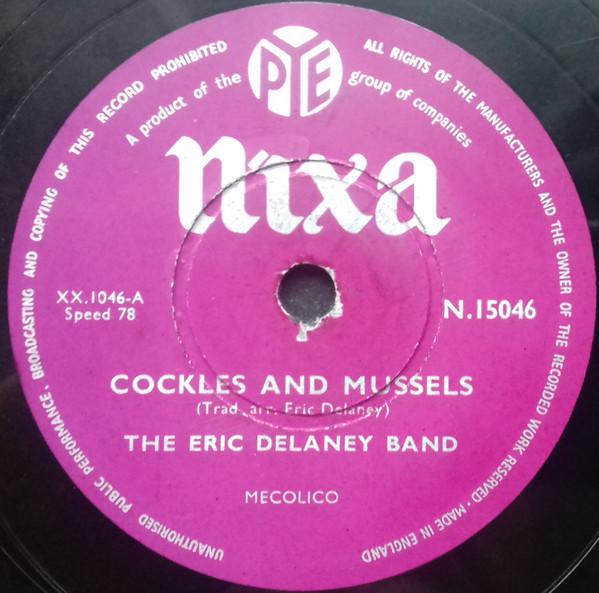 UNAUTHORISED PUBLIC PERFORMANCE, BROADCASTING AND COPYING OF THIS RECORD PROHIBITED
ALL RIGHTS OF THE MANUFACTURERS AND THE OWNER OF THE RECORDED WORK RESERVED · MADE IN ENGLAND
A product of the PYE group of companies
nixa
XX.1046-A
Speed 78
N.15046
COCKLES AND MUSSELS
(Trad. arr. Eric Delaney)
THE ERIC DELANEY BAND
MECOLICO